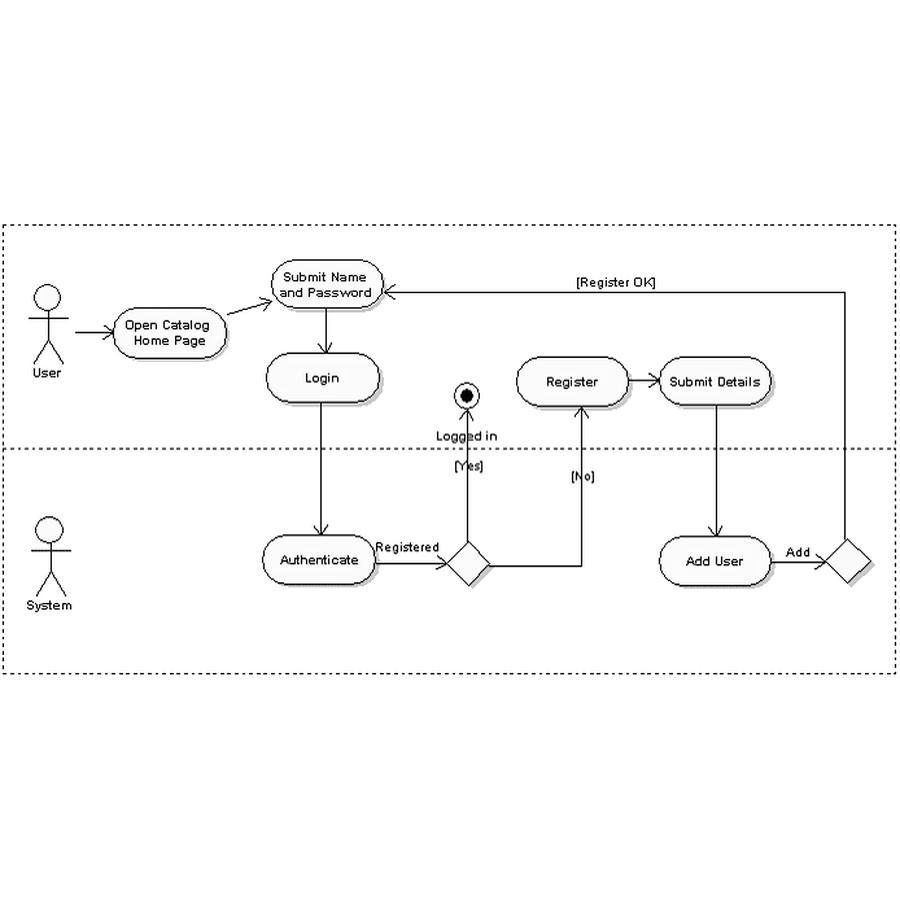 Submit Name
and Password
[Register OK]
Open Catalog
Home Page
User
Login
Register
Submit Details
Logged in
[Yes]
[No]
Authenticate
Registered
Add User
Add
System